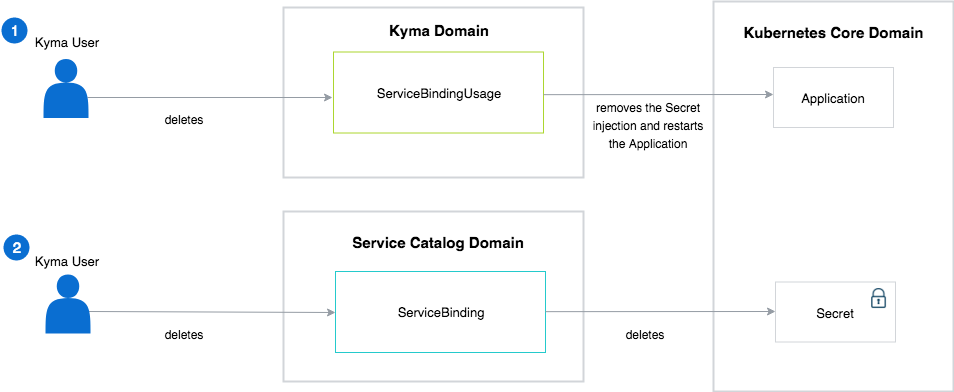 1
Kyma User
deletes
Kyma Domain
ServiceBindingUsage
removes the Secret
injection and restarts
the Application
Kubernetes Core Domain
Application
2
Kyma User
deletes
Service Catalog Domain
ServiceBinding
deletes
Secret